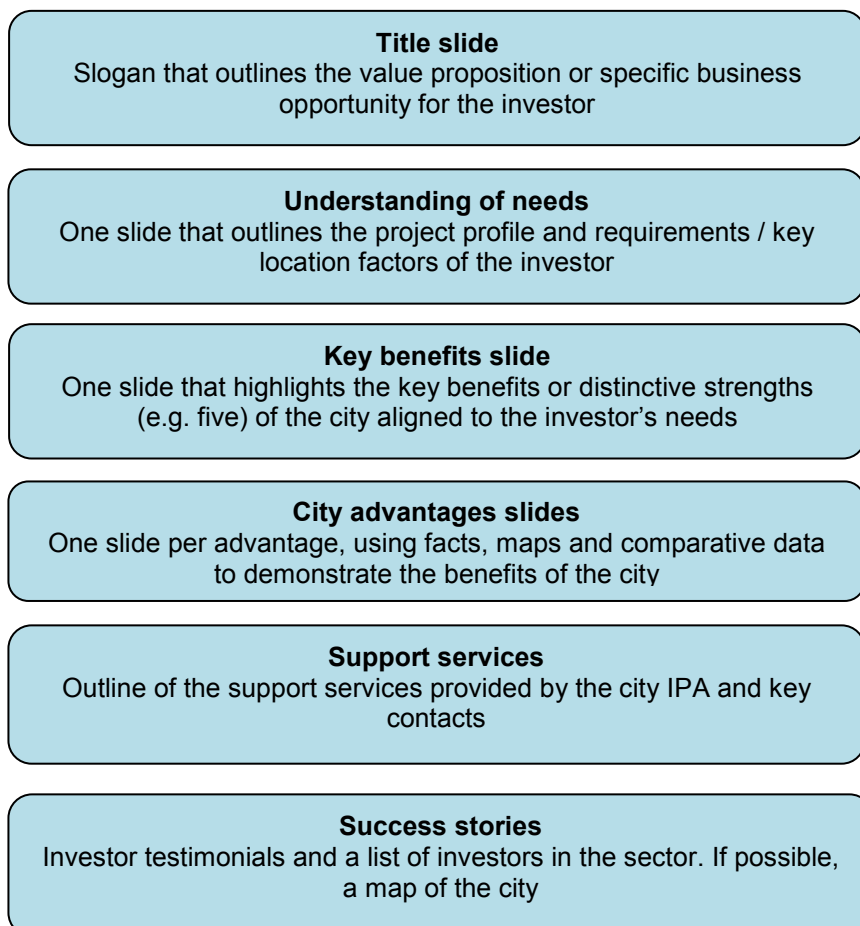 Title slide
Slogan that outlines the value proposition or specific business
opportunity for the investor
Understanding of needs
One slide that outlines the project profile and requirements / key
location factors of the investor
Key benefits slide
One slide that highlights the key benefits or distinctive strengths
(e.g. five) of the city aligned to the investor's needs
City advantages slides
One slide per advantage, using facts, maps and comparative data
to demonstrate the benefits of the city
Support services
Outline of the support services provided by the city IPA and key
contacts
Success stories
Investor testimonials and a list of investors in the sector. If possible,
a map of the city